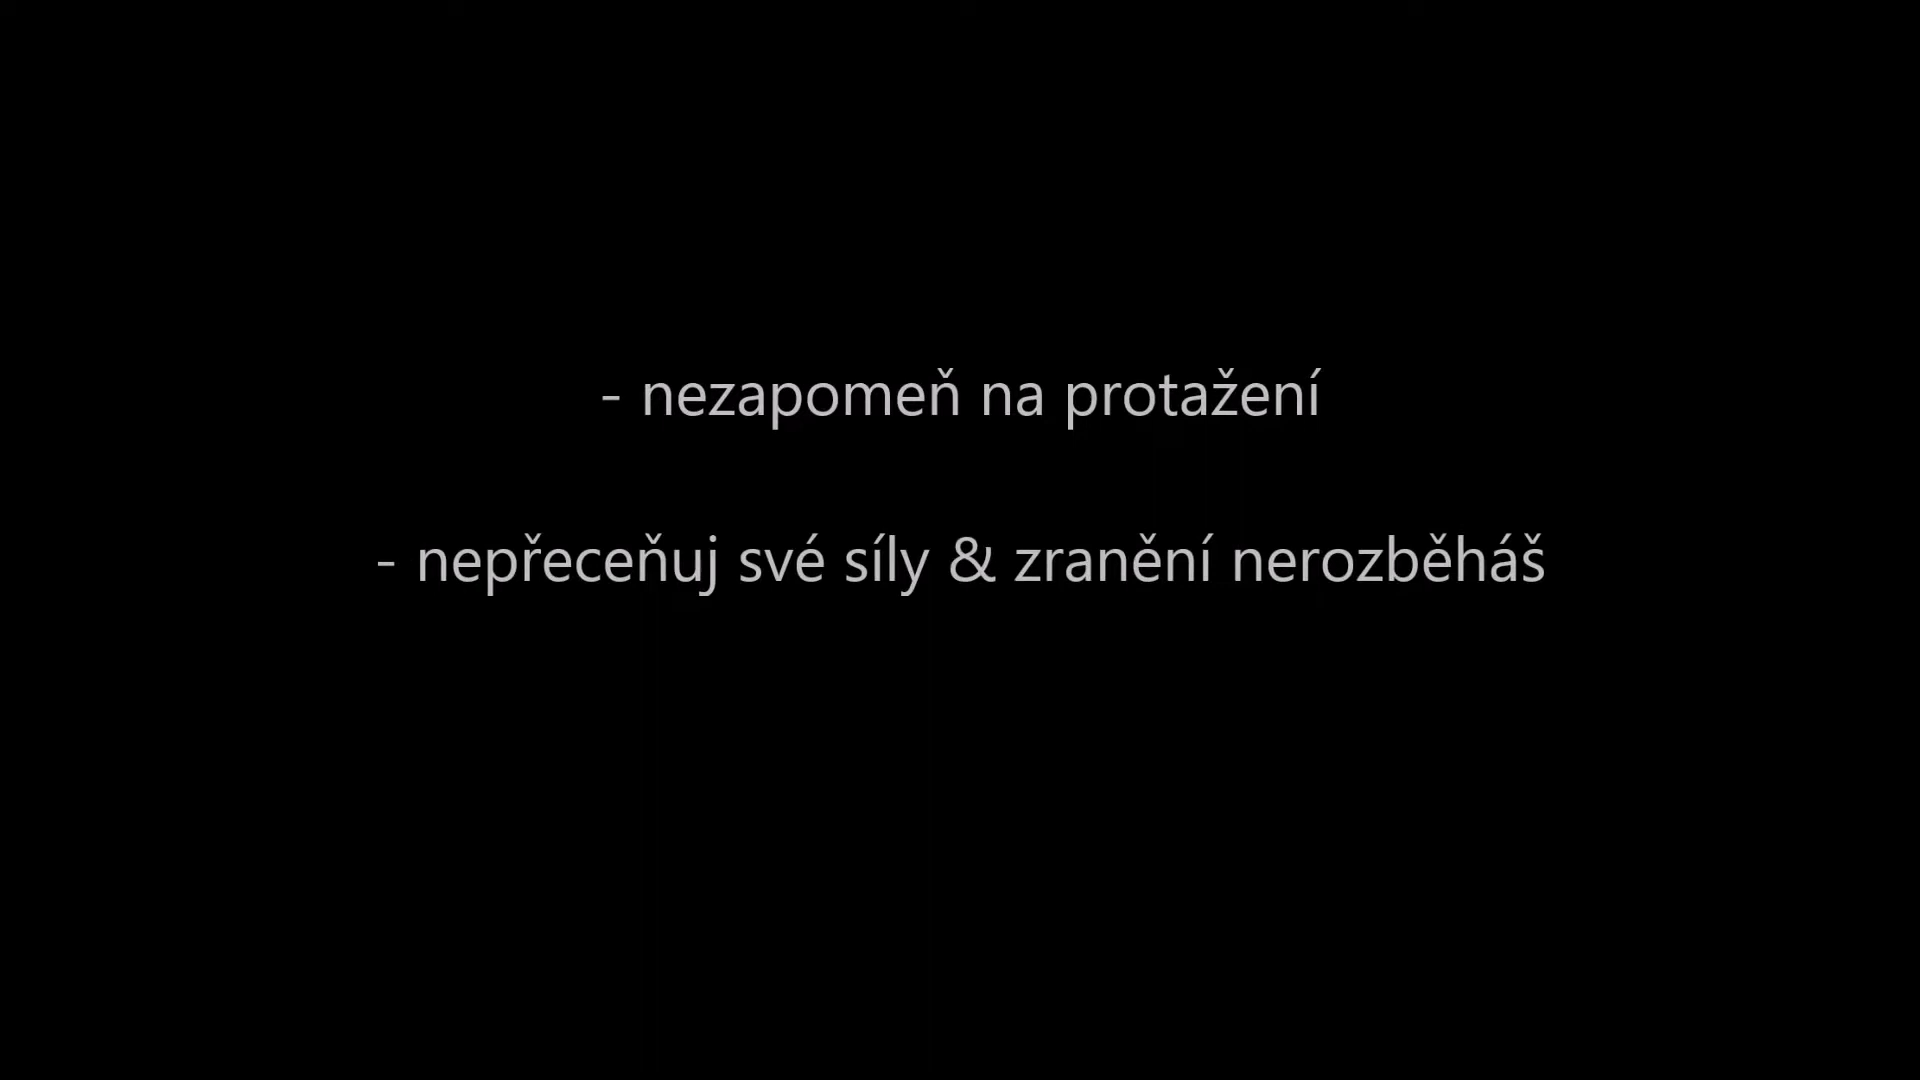 - nezapomeň na protažení
- nepřeceňuj své síly & zranění nerozběháš